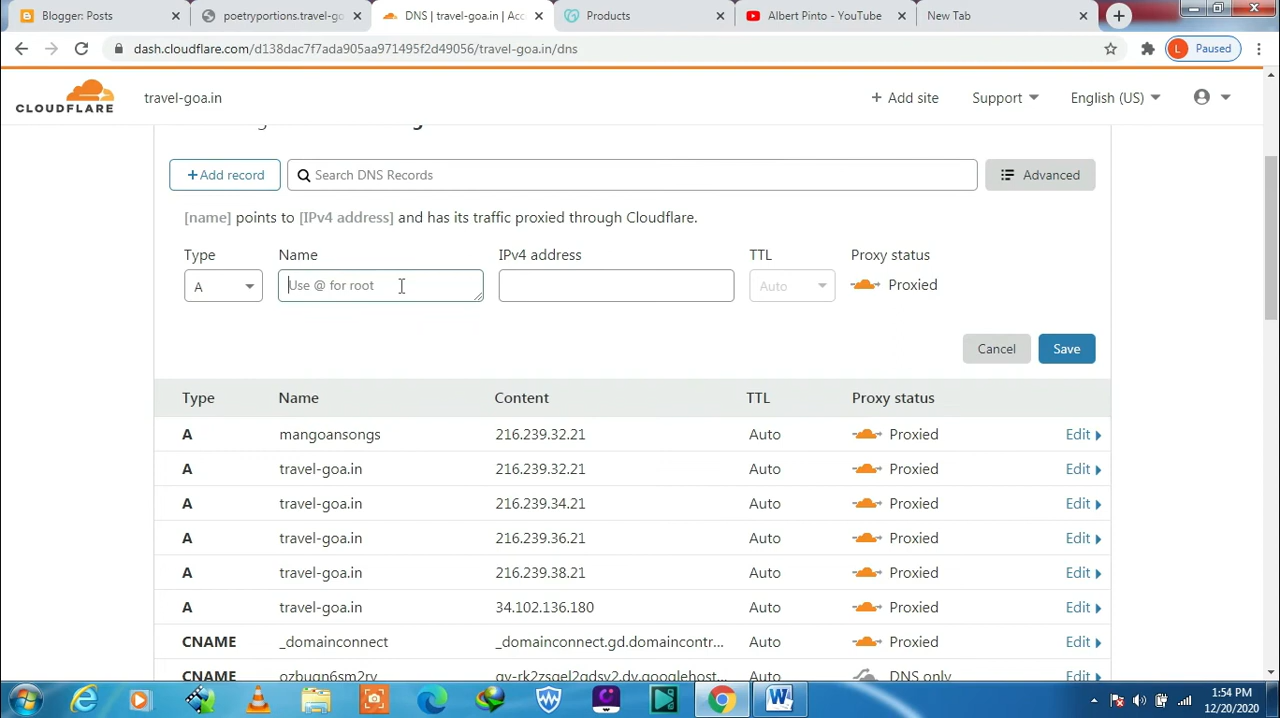 Blogger: Posts
poetryportions.travel-go
DNS | travel-goa.in | Acc
Products
Albert Pinto - YouTube
New Tab
dash.cloudflare.com/d138dac7f7ada905aa971495f2d49056/travel-goa.in/dns
L Paused
CLOUDFLARE
travel-goa.in
+ Add site
Support
English (US)
+Add record
Search DNS Records
Advanced
[name] points to [IPv4 address] and has its traffic proxied through Cloudflare.
Type Name IPv4 address TTL Proxy status
A Use @ for root Auto Proxied
Cancel Save
Type Name Content TTL Proxy status
A mangoansongs 216.239.32.21 Auto Proxied Edit
A travel-goa.in 216.239.32.21 Auto Proxied Edit
A travel-goa.in 216.239.34.21 Auto Proxied Edit
A travel-goa.in 216.239.36.21 Auto Proxied Edit
A travel-goa.in 216.239.38.21 Auto Proxied Edit
A travel-goa.in 34.102.136.180 Auto Proxied Edit
CNAME _domainconnect _domainconnect.gd.domaincontr... Auto Proxied Edit
CNAME Auto DNS only Edit
1:54 PM
12/20/2020